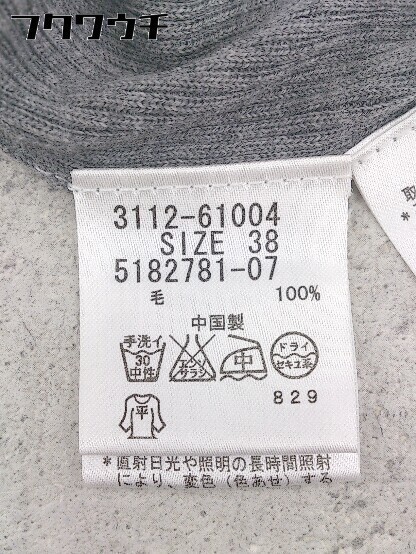 フクウクチ
3112-61004
SIZE 38
5182781-07
毛 100%
中国製
手洗イ
30
中性
エンソ
サラシ
中
ドライ
セキユ系
829
平
取
*直射日光や照明の長時間照射
により、変色(色あせ)する